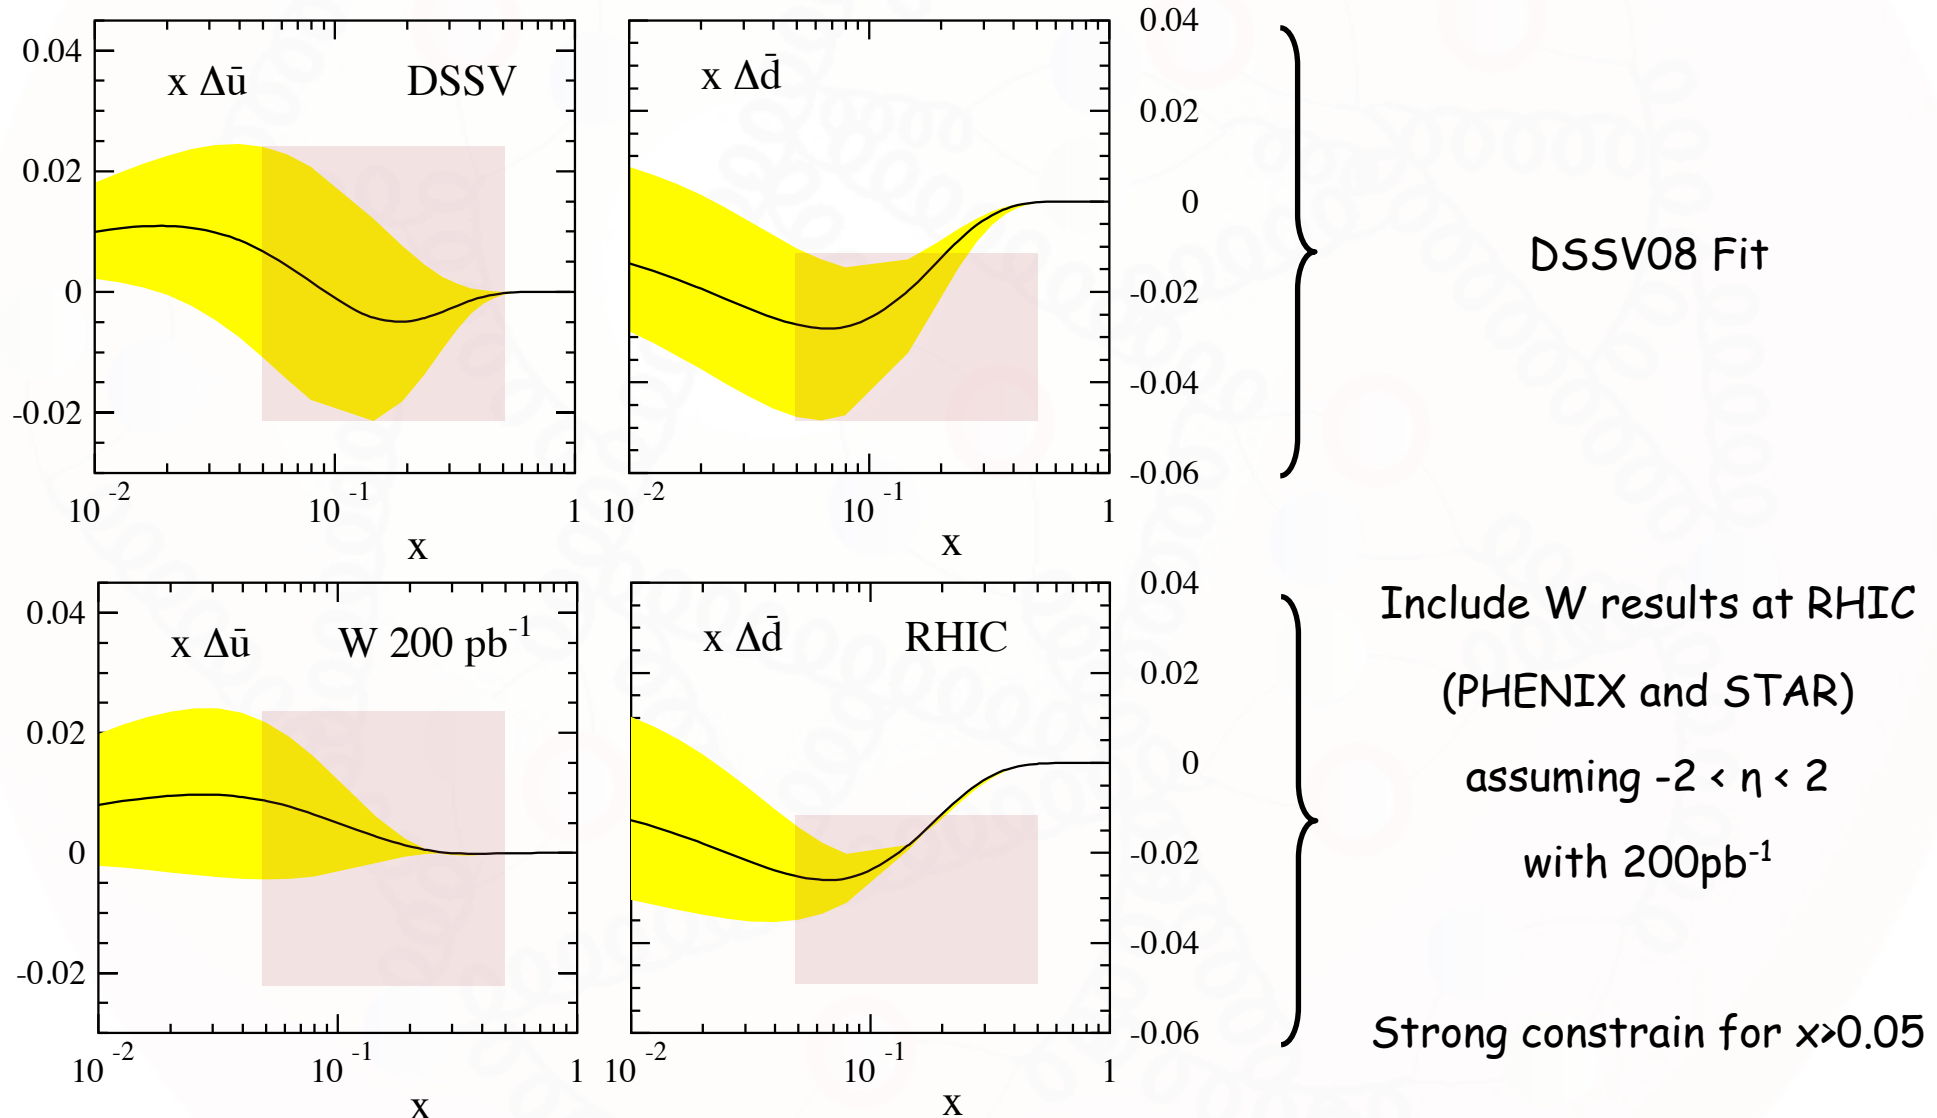 0.04
0.02
0
-0.02
x Δū DSSV
10⁻² 10⁻¹ 1
x
x Δd̄
0.04
0.02
0
-0.02
-0.04
-0.06
10⁻² 10⁻¹ 1
x
DSSV08 Fit
0.04
0.02
0
-0.02
x Δū W 200 pb⁻¹
10⁻² 10⁻¹ 1
x
x Δd̄ RHIC
0.04
0.02
0
-0.02
-0.04
-0.06
10⁻² 10⁻¹ 1
x
Include W results at RHIC
(PHENIX and STAR)
assuming -2 < η < 2
with 200pb⁻¹
Strong constrain for x>0.05